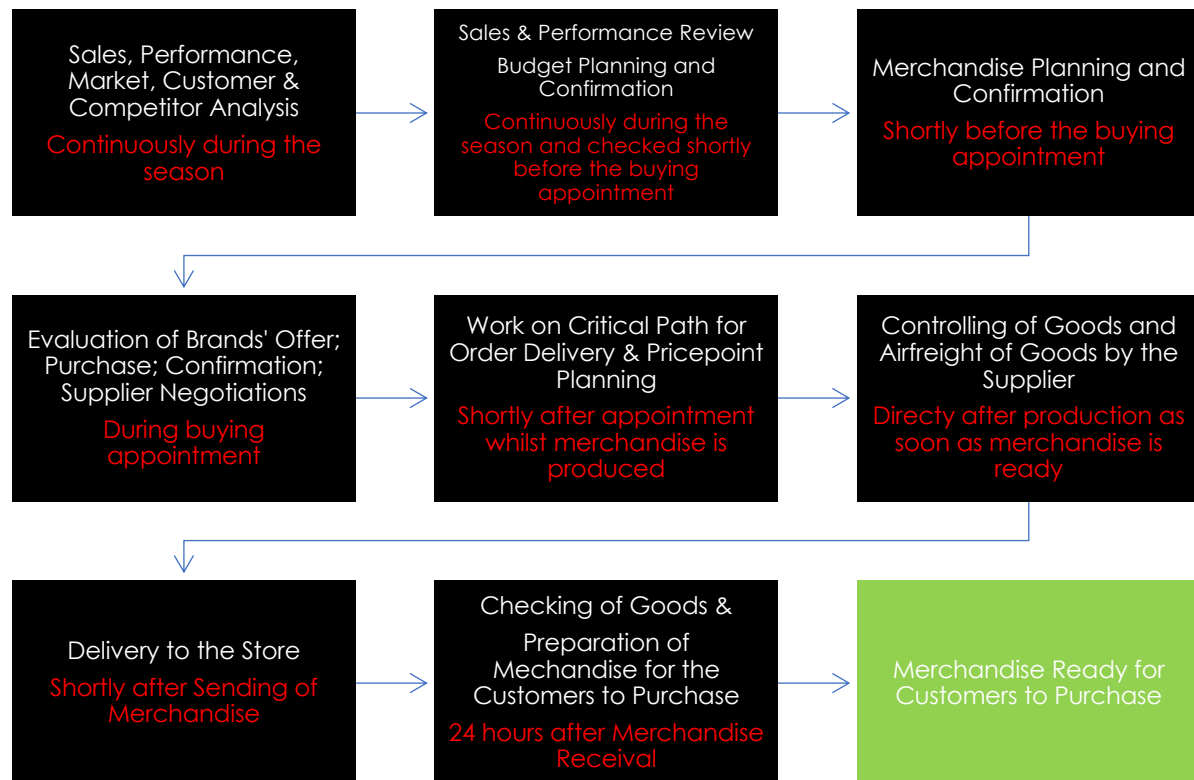 Sales, Performance,
Market, Customer &
Competitor Analysis
Continuously during the
season
Sales & Performance Review
Budget Planning and
Confirmation
Continuously during the
season and checked shortly
before the buying
appointment
Merchandise Planning and
Confirmation
Shortly before the buying
appointment
Evaluation of Brands' Offer;
Purchase; Confirmation;
Supplier Negotiations
During buying
appointment
Work on Critical Path for
Order Delivery & Pricepoint
Planning
Shortly after appointment
whilst merchandise is
produced
Controlling of Goods and
Airfreight of Goods by the
Supplier
Directy after production as
soon as merchandise is
ready
Delivery to the Store
Shortly after Sending of
Merchandise
Checking of Goods &
Preparation of
Mechandise for the
Customers to Purchase
24 hours after Merchandise
Receival
Merchandise Ready for
Customers to Purchase